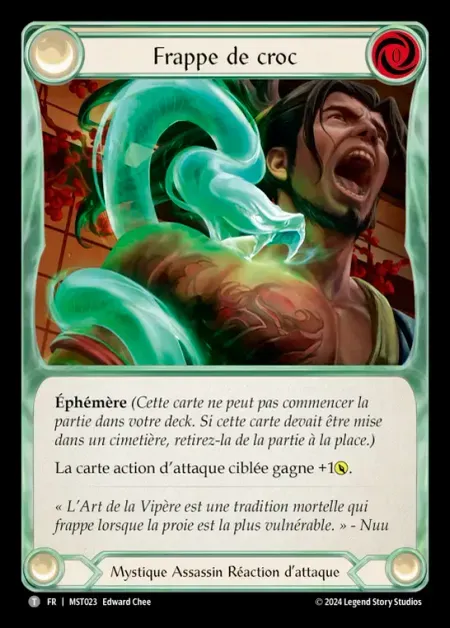 Frappe de croc
0
Éphémère (Cette carte ne peut pas commencer la
partie dans votre deck. Si cette carte devait être mise
dans un cimetière, retirez-la de la partie à la place.)
La carte action d'attaque ciblée gagne +1.
« L'Art de la Vipère est une tradition mortelle qui
frappe lorsque la proie est la plus vulnérable. » - Nuu
Mystique Assassin Réaction d'attaque
T FR | MST023 Edward Chee © 2024 Legend Story Studios